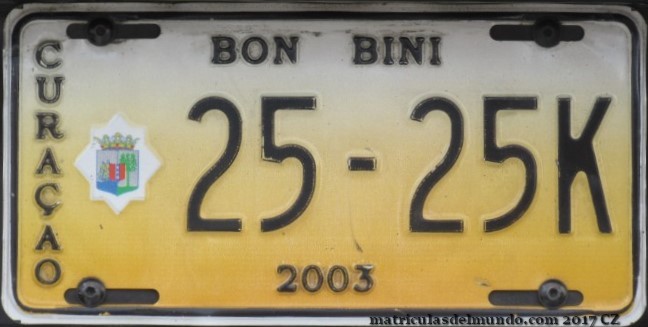 BON BINI
CURAÇAO
25-25K
2003
matriculasdelmundo.com 2017 CZ